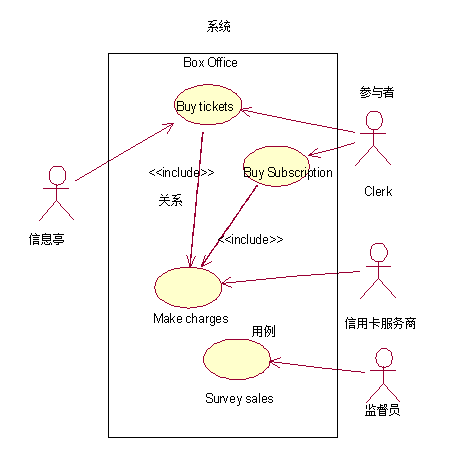 系统
Box Office
参与者
Buy tickets
<<include>>
Buy Subscription
关系
Clerk
信息亭
<<include>>
Make charges
信用卡服务商
用例
Survey sales
监督员